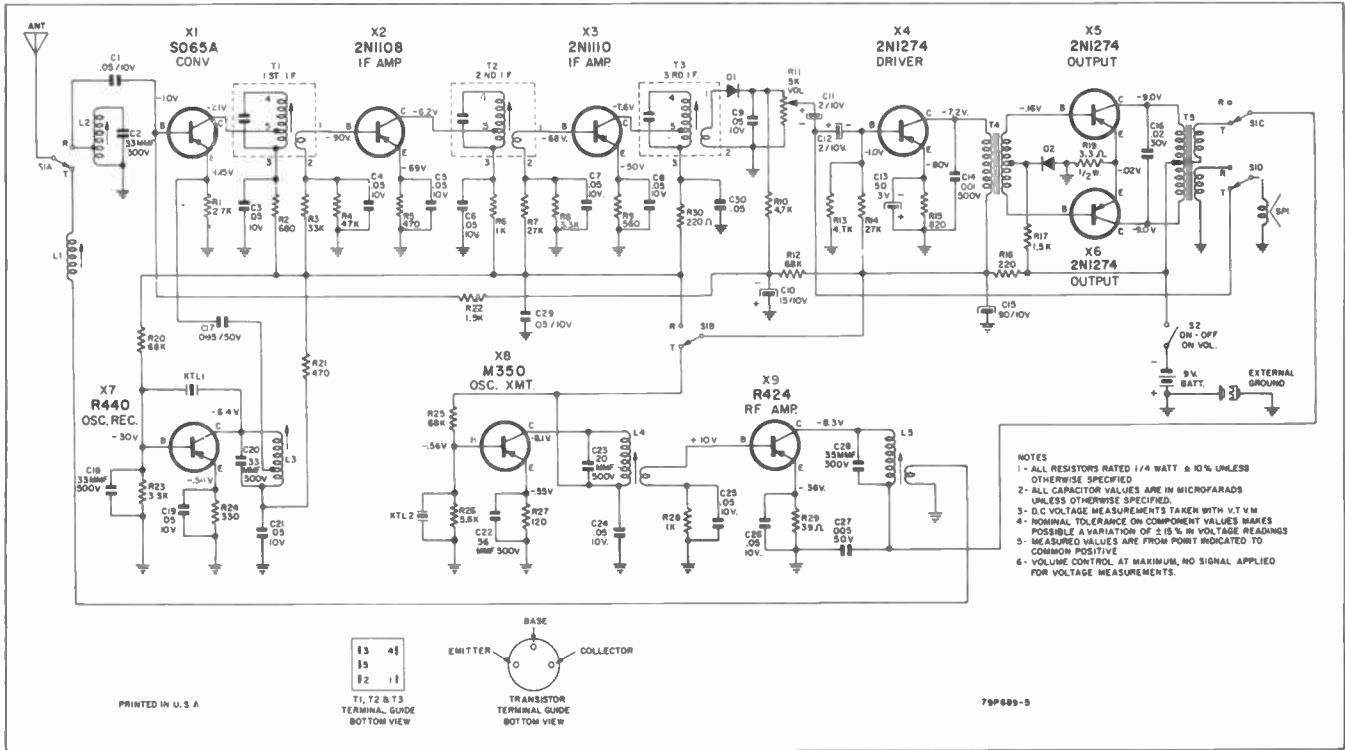 ANT
C1
.05/10V
L2
C2
33MMF
500V
R
S1A
T
L1
X1
S065A
CONV
T1
1ST I.F.
R1
2.7K
C3
.05
10V
R2
680
R3
33K
X2
2N1108
IF AMP
-6.2V
-.90V.
-.69V
R4
47K
C4
.05
10V
R5
470
C5
.05
10V.
T2
2ND I.F.
C6
.05
10V.
R6
1K
R7
27K
X3
2N1110
IF AMP.
-7.6V
R8
3.3K
C7
.05
10V.
R9
560
C8
.05
10V.
T3
3RD I.F.
D1
C9
.05
10V.
R11
5K
VOL
R10
4.7K
R30
220Ω
C30
.05
C11
2/10V
C12
2/10V.
X4
2N1274
DRIVER
-7.2V.
-1.0V
-.80V
R13
4.7K
R14
27K
C13
50
3V
R15
820
C14
.001
500V
T4
X5
2N1274
OUTPUT
-.16V
-9.0V.
D2
R19
3.3Ω
1/2 W.
-.02V.
C16
.02
30V
T5
R
T
S1C
R
T
S1D
SP1
X6
2N1274
OUTPUT
-9.0V.
R17
1.5K
R16
220
C15
90/10V
R12
68K
C10
15/10V
R22
1.5K
C29
.05/10V
R
T
S1B
S2
ON-OFF
ON VOL.
9V.
BATT.
EXTERNAL
GROUND
R20
68K
C17
R21
470
X7
R440
OSC. REC.
KTL1
-6.4V.
-.30V
C18
33MMF
500V
R23
3.3K
C19
.05
10V
R24
330
C20
33
MMF
500V
L3
C21
.05
10V
X8
M350
OSC. XMT.
R25
68K
-.56V
-8.1V.
-.55V
KTL2
R26
5.6K
C22
56
MMF 500V
R27
120
C23
20
MMF
500V
L4
C24
.05
10V.
R28
1K
C25
.05
10V.
X9
R424
RF AMP.
+.10V
-8.3V
-.36V.
C26
.05
10V.
R29
39Ω
C27
.005
50V
C28
35MMF
300V
L5
NOTES
1 - ALL RESISTORS RATED 1/4 WATT ± 10% UNLESS
OTHERWISE SPECIFIED
2 - ALL CAPACITOR VALUES ARE IN MICROFARADS
UNLESS OTHERWISE SPECIFIED.
3 - D.C VOLTAGE MEASUREMENTS TAKEN WITH V.T.V.M
4 - NOMINAL TOLERANCE ON COMPONENT VALUES MAKES
POSSIBLE A VARIATION OF ±15% IN VOLTAGE READINGS
5 - MEASURED VALUES ARE FROM POINT INDICATED TO
COMMON POSITIVE
6 - VOLUME CONTROL AT MAXIMUM, NO SIGNAL APPLIED
FOR VOLTAGE MEASUREMENTS.
PRINTED IN U.S.A
3 4
5
2 1
T1, T2 & T3
TERMINAL GUIDE
BOTTOM VIEW
BASE
EMITTER
COLLECTOR
TRANSISTOR
TERMINAL GUIDE
BOTTOM VIEW
79P689-5